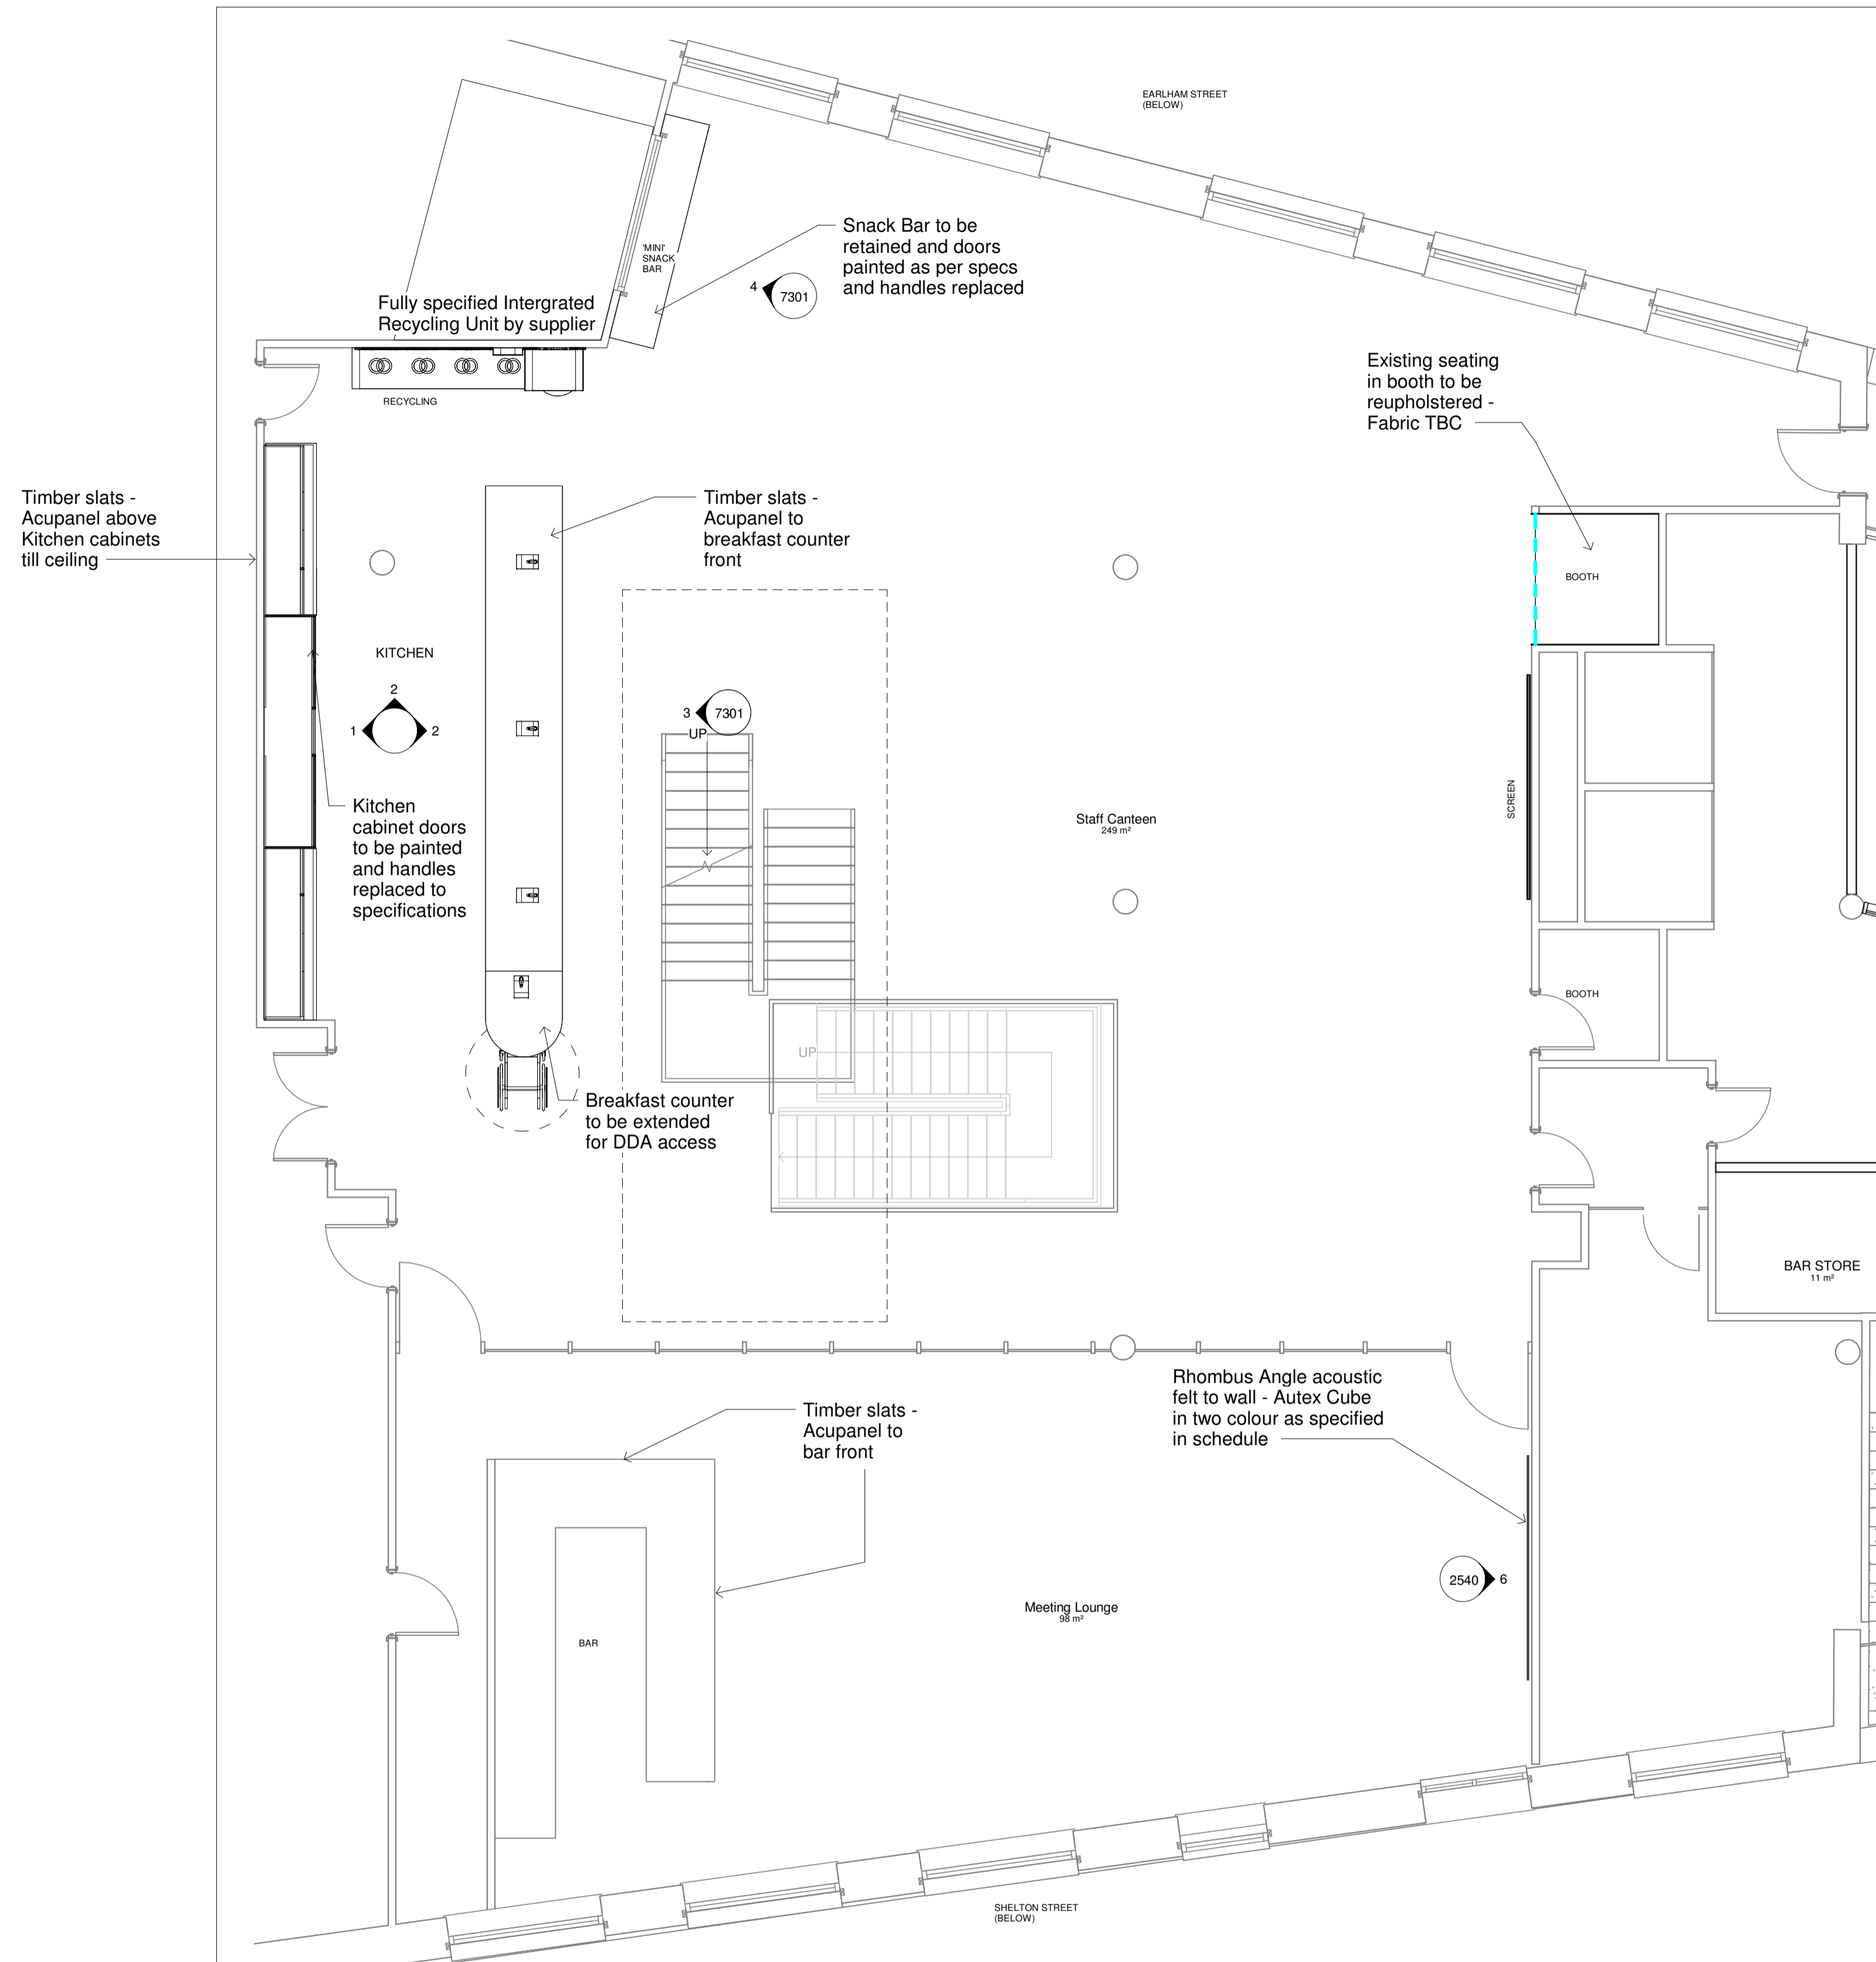 EARLHAM STREET
(BELOW)
Snack Bar to be
retained and doors
painted as per specs
and handles replaced
'MINI'
SNACK
BAR
4
7301
Fully specified Intergrated
Recycling Unit by supplier
RECYCLING
Existing seating
in booth to be
reupholstered -
Fabric TBC
Timber slats -
Acupanel above
Kitchen cabinets
till ceiling
Timber slats -
Acupanel to
breakfast counter
front
BOOTH
KITCHEN
2
1
2
3
7301
UP
Kitchen
cabinet doors
to be painted
and handles
replaced to
specifications
SCREEN
Staff Canteen
249 m²
BOOTH
UP
Breakfast counter
to be extended
for DDA access
BAR STORE
11 m²
Rhombus Angle acoustic
felt to wall - Autex Cube
in two colour as specified
in schedule
Timber slats -
Acupanel to
bar front
2540
6
Meeting Lounge
98 m²
BAR
SHELTON STREET
(BELOW)